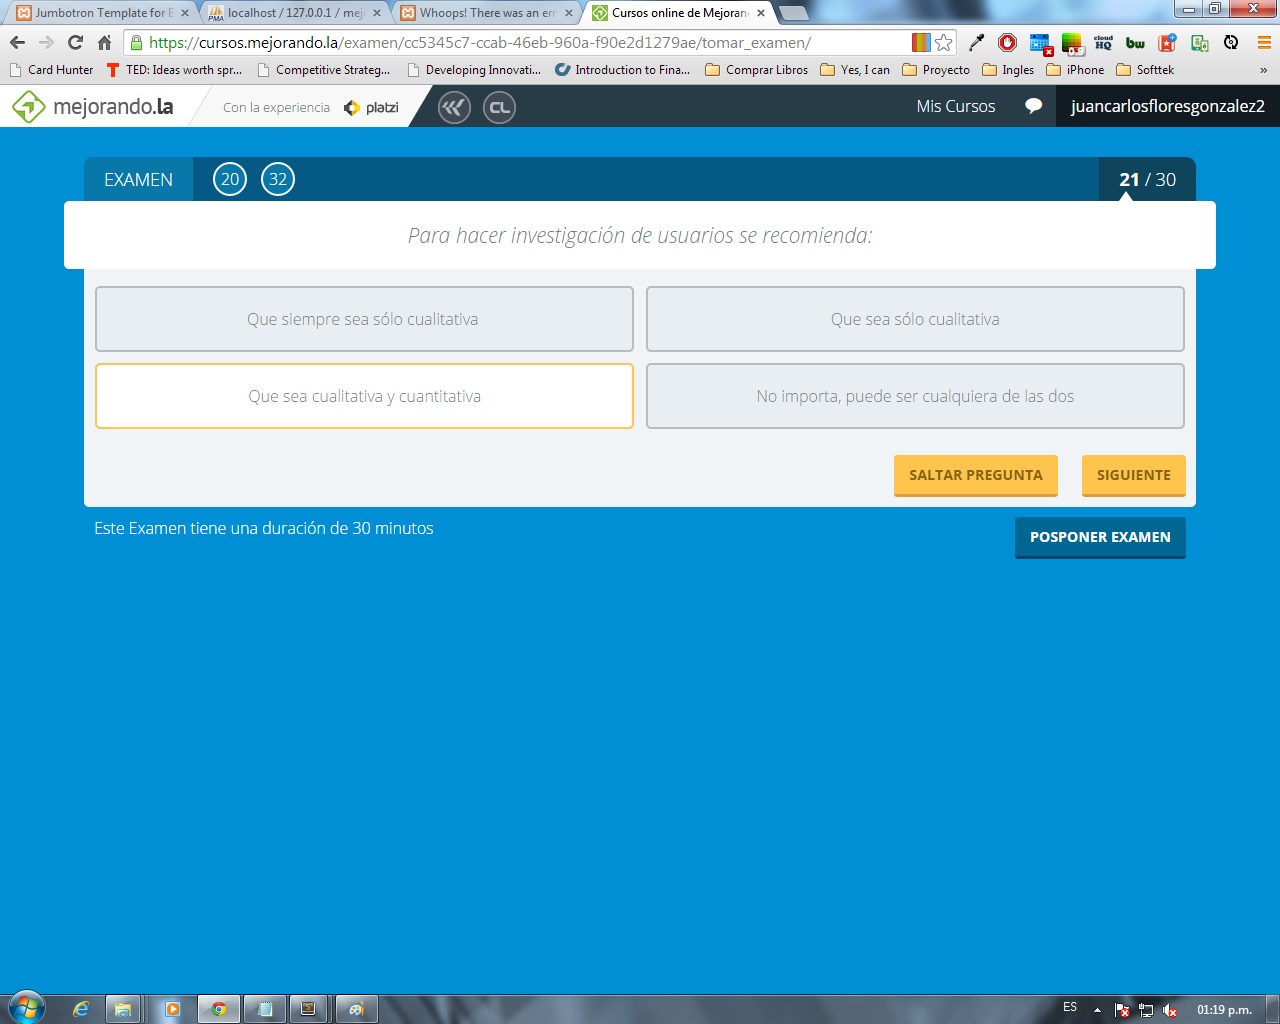 Jumbotron Template for B
localhost / 127.0.0.1 / mej
Whoops! There was an err
Cursos online de Mejoran
https://cursos.mejorando.la/examen/cc5345c7-ccab-46eb-960a-f90e2d1279ae/tomar_examen/
cloud HQ
bw
Card Hunter
TED: Ideas worth spr...
Competitive Strateg...
Developing Innovati...
Introduction to Fina...
Comprar Libros
Yes, I can
Proyecto
Ingles
iPhone
Softtek
»
mejorando.la
Con la experiencia
platzi
CL
Mis Cursos
juancarlosfloresgonzalez2
EXAMEN
20
32
21 / 30
Para hacer investigación de usuarios se recomienda:
Que siempre sea sólo cualitativa
Que sea sólo cualitativa
Que sea cualitativa y cuantitativa
No importa, puede ser cualquiera de las dos
SALTAR PREGUNTA
SIGUIENTE
Este Examen tiene una duración de 30 minutos
POSPONER EXAMEN
ES
01:19 p.m.